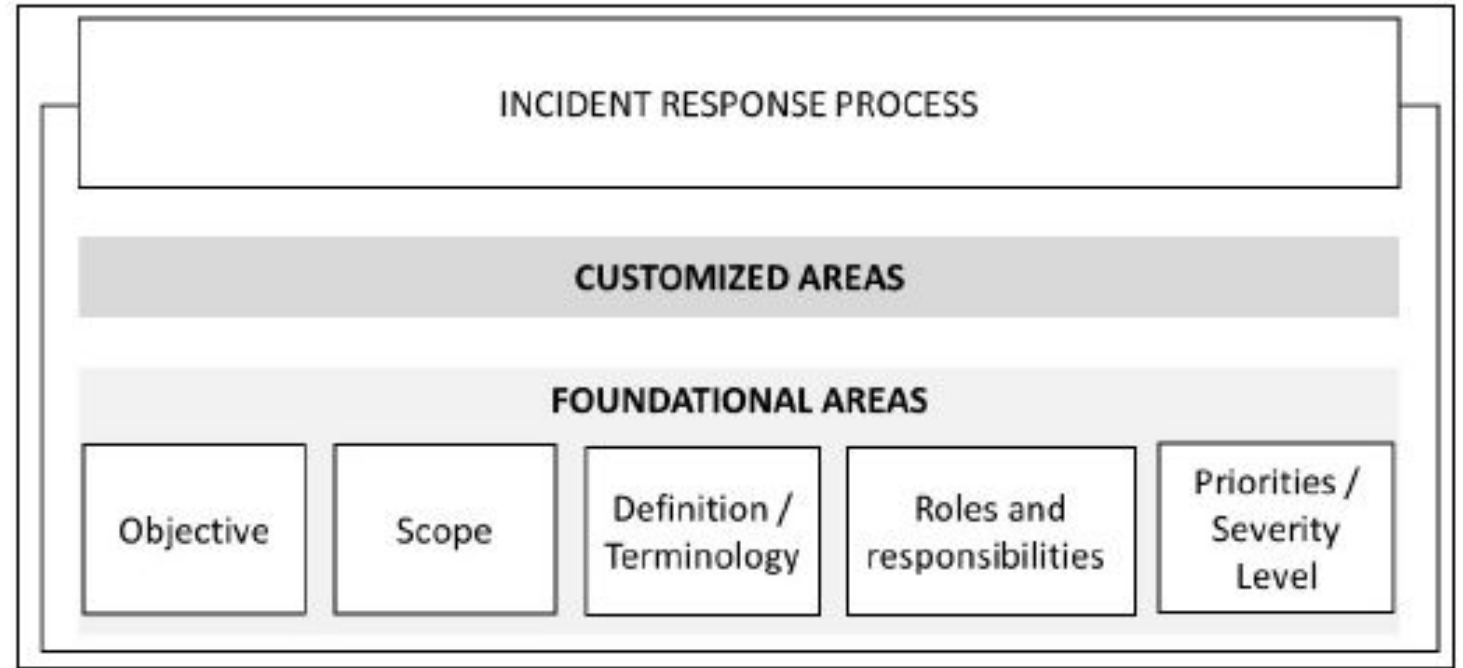 INCIDENT RESPONSE PROCESS
CUSTOMIZED AREAS
FOUNDATIONAL AREAS
Objective
Scope
Definition /
Terminology
Roles and
responsibilities
Priorities /
Severity
Level